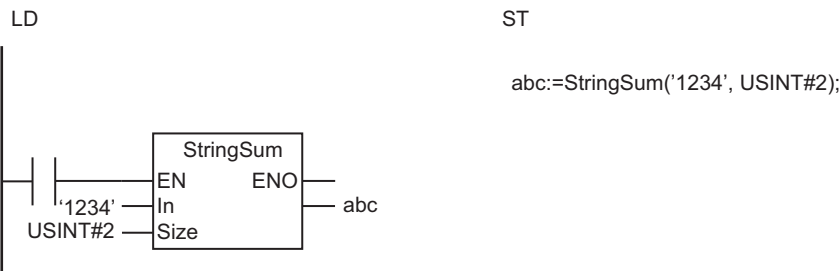 LD
ST
abc:=StringSum('1234', USINT#2);
StringSum
EN ENO
‘1234’ In abc
USINT#2 Size